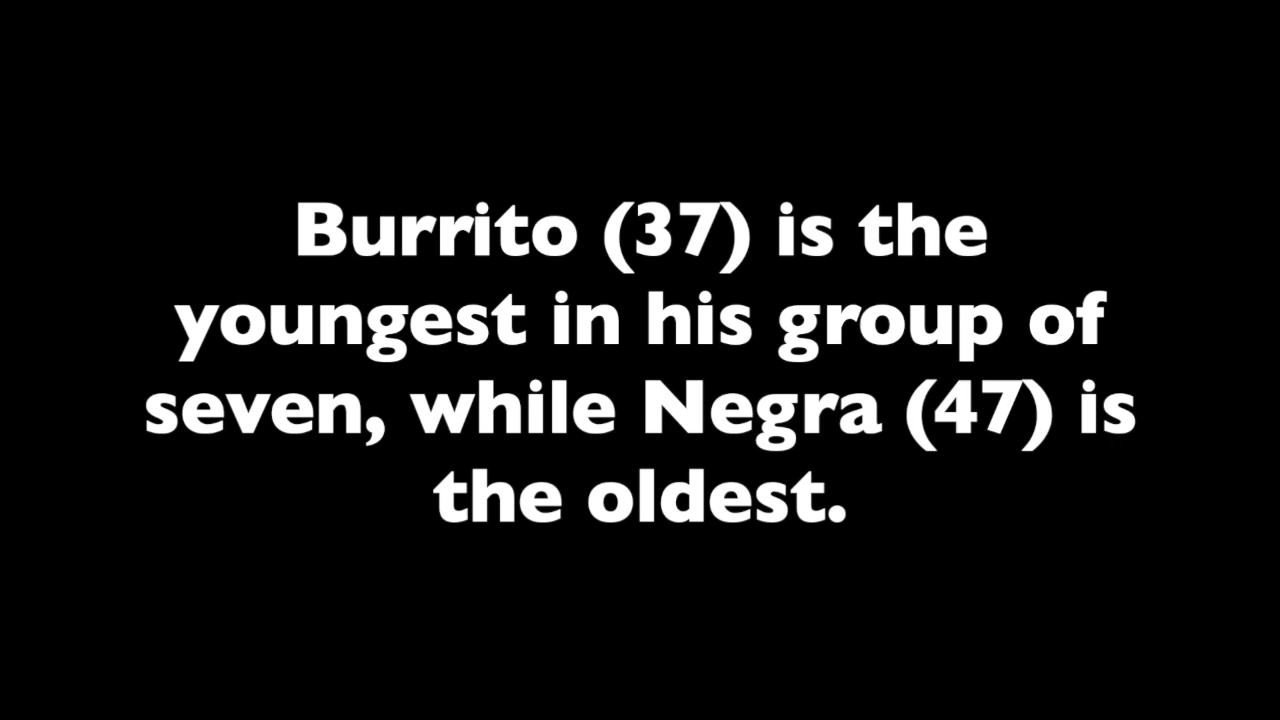 Burrito (37) is the
youngest in his group of
seven, while Negra (47) is
the oldest.